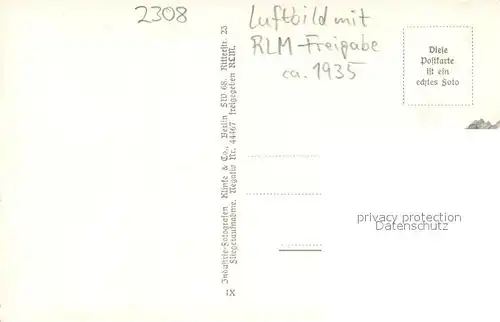 2308
Luftbild mit
RLM-Freigabe
ca. 1935
Diese
Postkarte
ist ein
echtes Foto
Industrie-Fotografen Klinke & Co., Berlin SW 68, Ritterstr. 23
Fliegeraufnahme. Negativ Nr. 44467 freigegeben RLM.
IX
privacy protection
Datenschutz